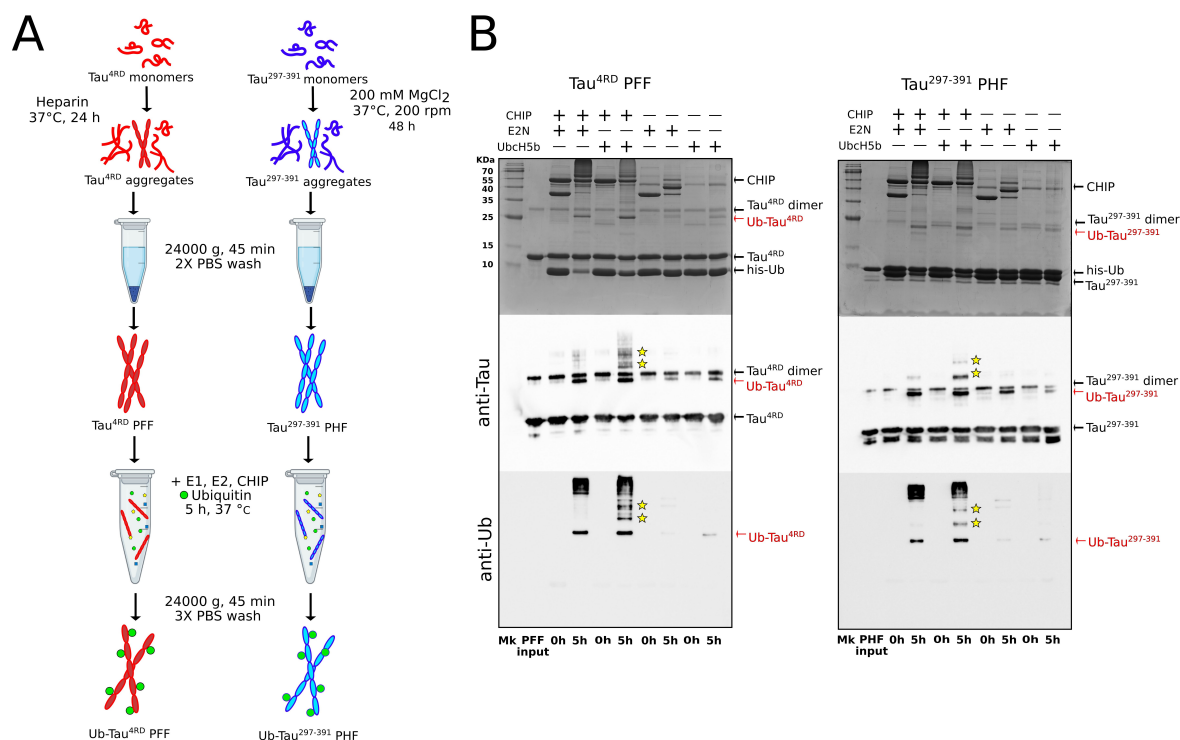 A
Tau4RD monomers
Tau297-391 monomers
Heparin
37°C, 24 h
200 mM MgCl2
37°C, 200 rpm
48 h
Tau4RD aggregates
Tau297-391 aggregates
24000 g, 45 min
2X PBS wash
Tau4RD PFF
Tau297-391 PHF
+ E1, E2, CHIP
Ubiquitin
5 h, 37 °C
24000 g, 45 min
3X PBS wash
Ub-Tau4RD PFF
Ub-Tau297-391 PHF
B
Tau4RD PFF
CHIP + + + + — — — —
E2N + + — — + + — —
UbcH5b — — + + — — + +
KDa
70
55
40
35
25
15
10
CHIP
Tau4RD dimer
Ub-Tau4RD
Tau4RD
his-Ub
anti-Tau
Tau4RD dimer
Ub-Tau4RD
Tau4RD
anti-Ub
Ub-Tau4RD
Mk PFF 0h 5h 0h 5h 0h 5h 0h 5h
input
Tau297-391 PHF
CHIP + + + + — — — —
E2N + + — — + + — —
UbcH5b — — + + — — + +
CHIP
Tau297-391 dimer
Ub-Tau297-391
his-Ub
Tau297-391
Tau297-391 dimer
Ub-Tau297-391
Tau297-391
Ub-Tau297-391
Mk PHF 0h 5h 0h 5h 0h 5h 0h 5h
input